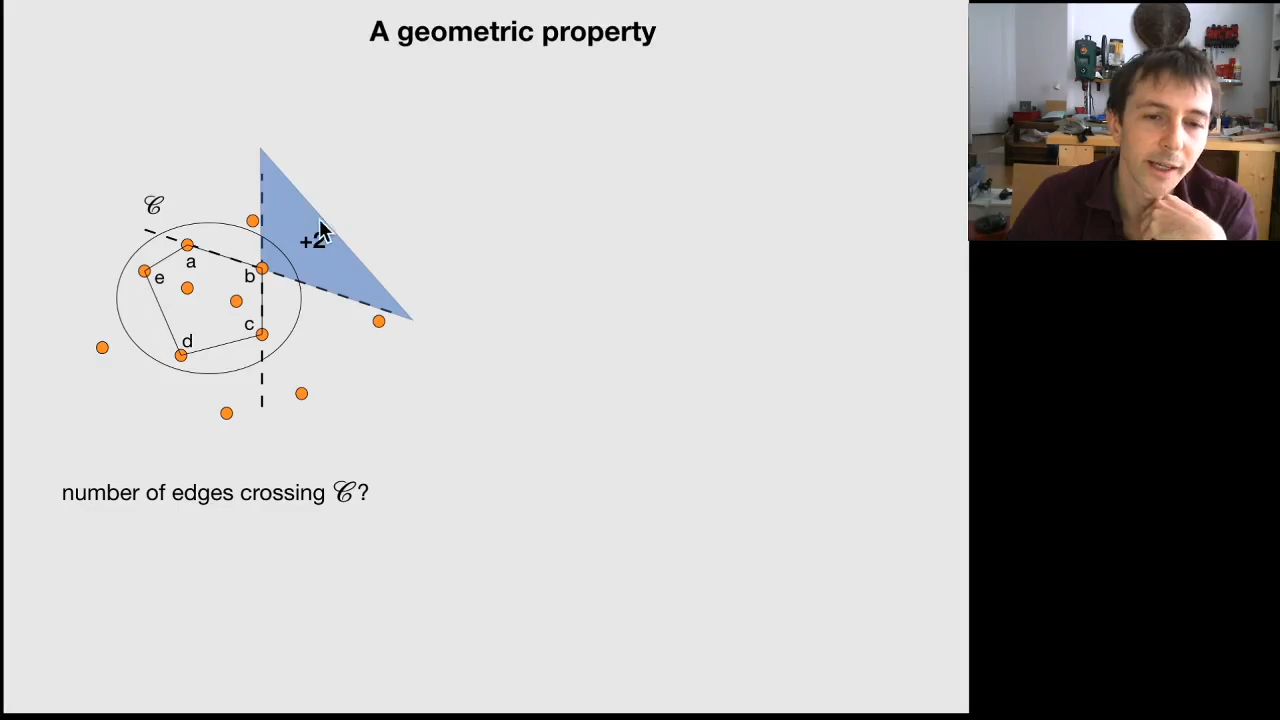 A geometric property
𝒞
+2
a
b
e
c
d
number of edges crossing 𝒞?